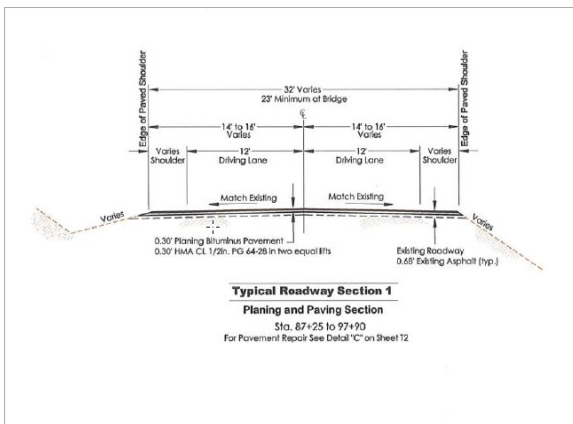 Edge of Paved Shoulder
Edge of Paved Shoulder
32' Varies
23' Minimum at Bridge
14' to 16'
Varies
14' to 16'
Varies
Varies
Shoulder
12'
Driving Lane
12'
Driving Lane
Varies
Shoulder
Match Existing
Match Existing
Varies
Varies
0.30' Planing Bituminus Pavement
0.30' HMA CL 1/2in. PG 64-28 in two equal lifts
Existing Roadway
0.68' Existing Asphalt (typ.)
Typical Roadway Section 1
Planing and Paving Section
Sta. 87+25 to 97+90
For Pavement Repair See Detail "C" on Sheet T2